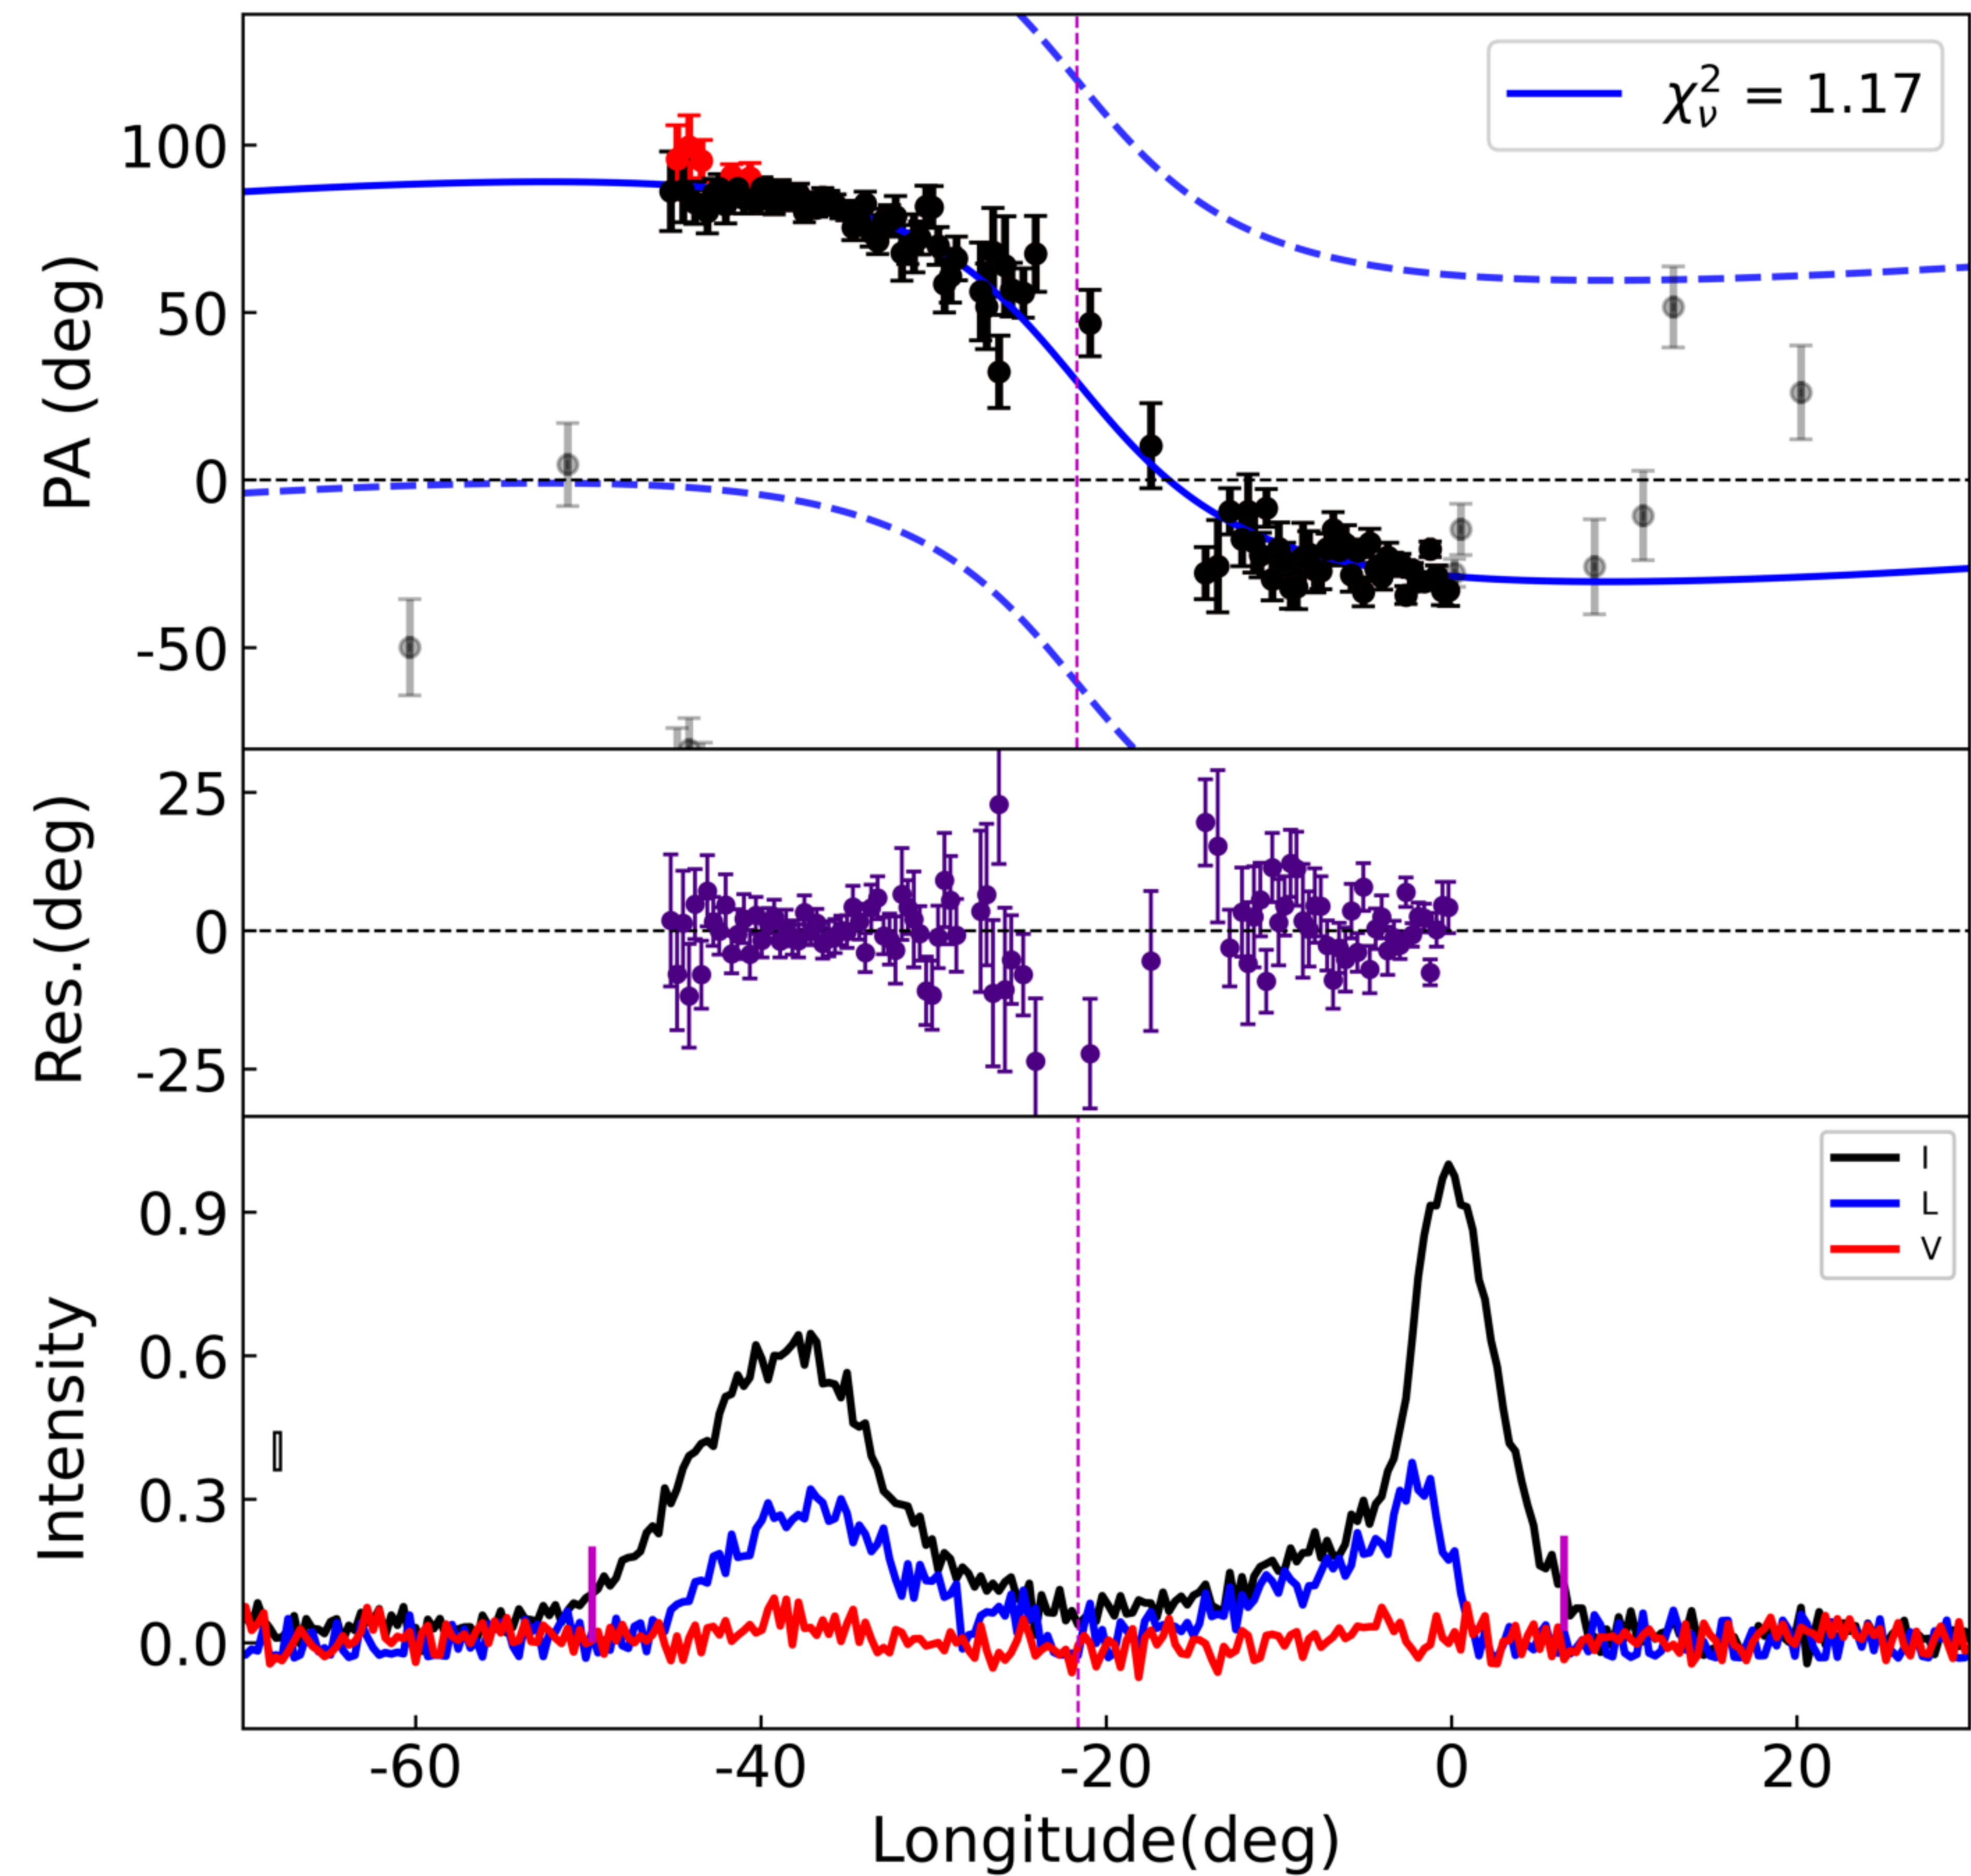 χ²ᵥ = 1.17
PA (deg)
100
50
0
-50
Res.(deg)
25
0
-25
I
L
V
Intensity
0.9
0.6
0.3
0.0
-60 -40 -20 0 20
Longitude(deg)